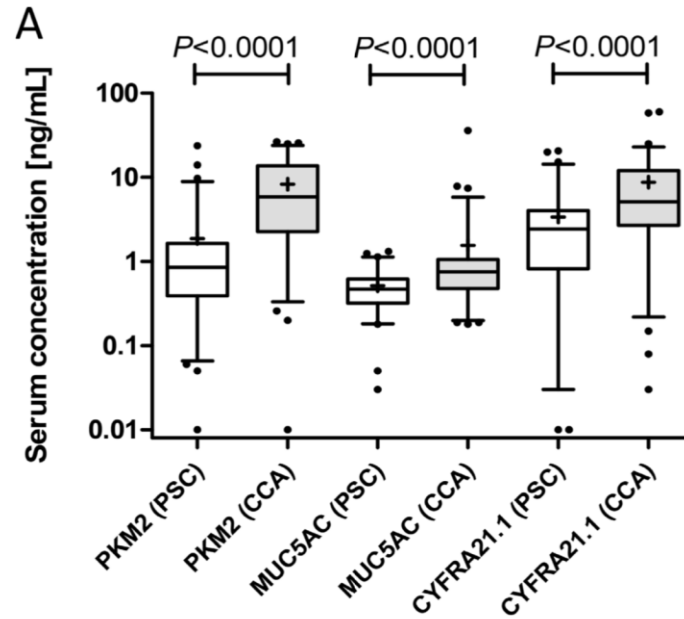 A
P<0.0001 P<0.0001 P<0.0001
Serum concentration [ng/mL]
100
10
1
0.1
0.01
PKM2 (PSC)
PKM2 (CCA)
MUC5AC (PSC)
MUC5AC (CCA)
CYFRA21.1 (PSC)
CYFRA21.1 (CCA)